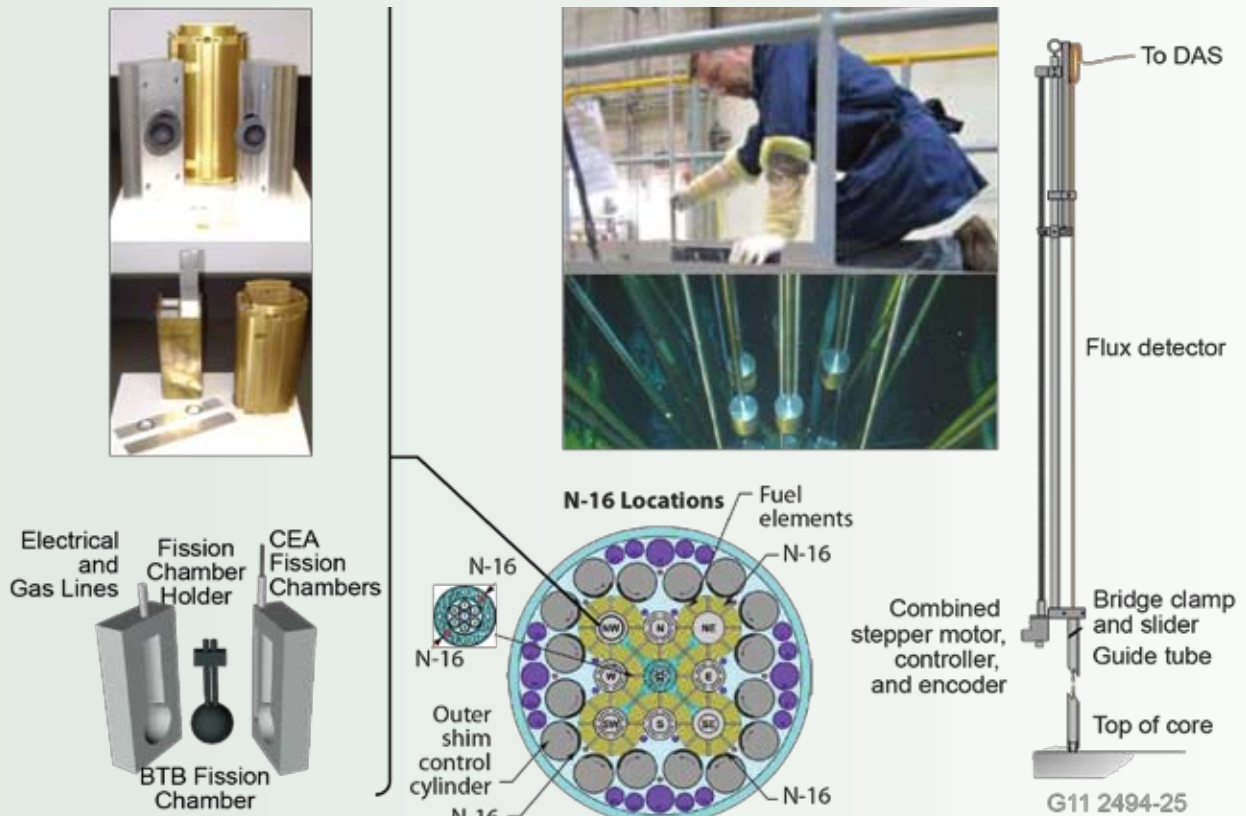 To DAS
Flux detector
N-16 Locations
Fuel
elements
N-16
Electrical
and
Gas Lines
Fission
Chamber
Holder
CEA
Fission
Chambers
N-16
N-16
NW
N
NE
W
E
SW
S
SE
Combined
stepper motor,
controller,
and encoder
Bridge clamp
and slider
Guide tube
Top of core
Outer
shim
control
cylinder
BTB Fission
Chamber
N-16
N-16
G11 2494-25